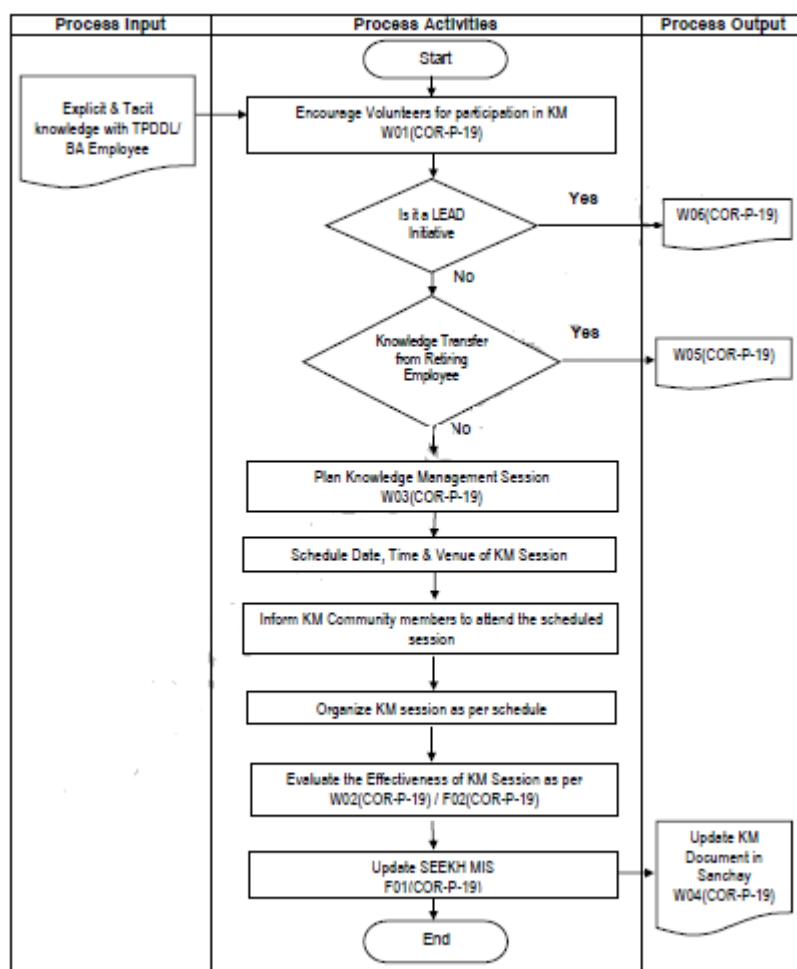 Process Input
Process Activities
Process Output
Start
Explicit & Tacit
knowledge with TPDDL/
BA Employee
Encourage Volunteers for participation in KM
W01(COR-P-19)
Is it a LEAD
Initiative
Yes
W06(COR-P-19)
No
Knowledge Transfer
from Retiring
Employee
Yes
W05(COR-P-19)
No
Plan Knowledge Management Session
W03(COR-P-19)
Schedule Date, Time & Venue of KM Session
Inform KM Community members to attend the scheduled
session
Organize KM session as per schedule
Evaluate the Effectiveness of KM Session as per
W02(COR-P-19) / F02(COR-P-19)
Update SEEKH MIS
F01(COR-P-19)
Update KM
Document in
Sanchay
W04(COR-P-19)
End